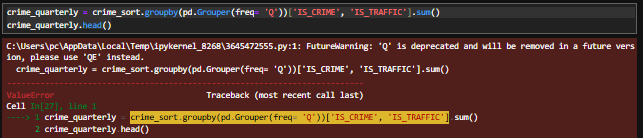 crime_quarterly = crime_sort.groupby(pd.Grouper(freq= 'Q'))['IS_CRIME', 'IS_TRAFFIC'].sum()
crime_quarterly.head()
C:\Users\pc\AppData\Local\Temp\ipykernel_8268\3645472555.py:1: FutureWarning: 'Q' is deprecated and will be removed in a future vers
ion, please use 'QE' instead.
crime_quarterly = crime_sort.groupby(pd.Grouper(freq= 'Q'))['IS_CRIME', 'IS_TRAFFIC'].sum()
---------------------------------------------------------------------------
ValueError Traceback (most recent call last)
Cell In[27], line 1
----> 1 crime_quarterly = crime_sort.groupby(pd.Grouper(freq= 'Q'))['IS_CRIME', 'IS_TRAFFIC'].sum()
2 crime_quarterly.head()